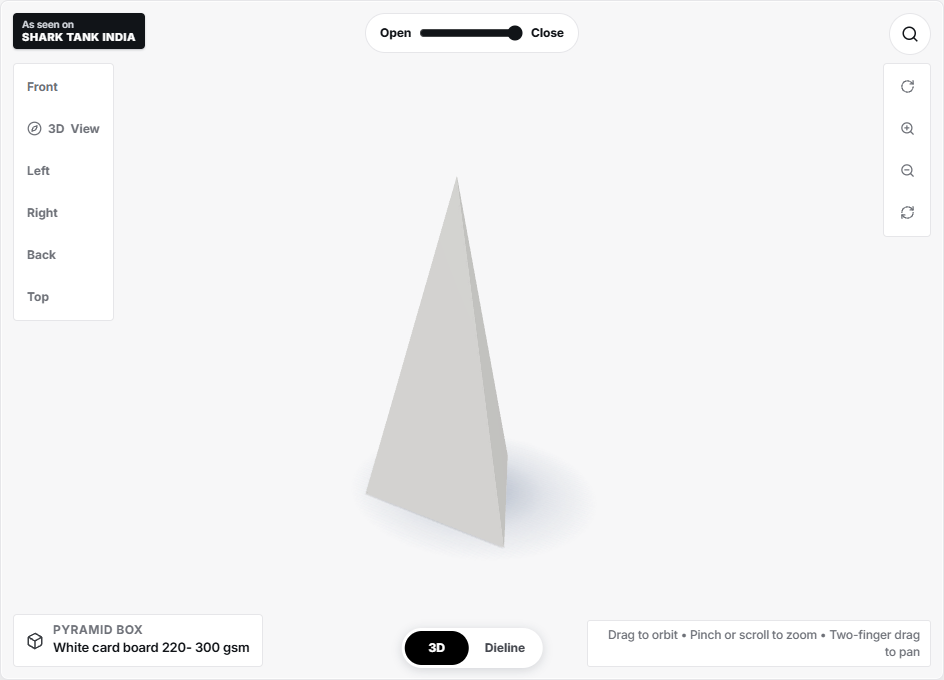 As seen on
SHARK TANK INDIA
Open
Close
Front
3D View
Left
Right
Back
Top
PYRAMID BOX
White card board 220- 300 gsm
3D
Dieline
Drag to orbit • Pinch or scroll to zoom • Two-finger drag
to pan